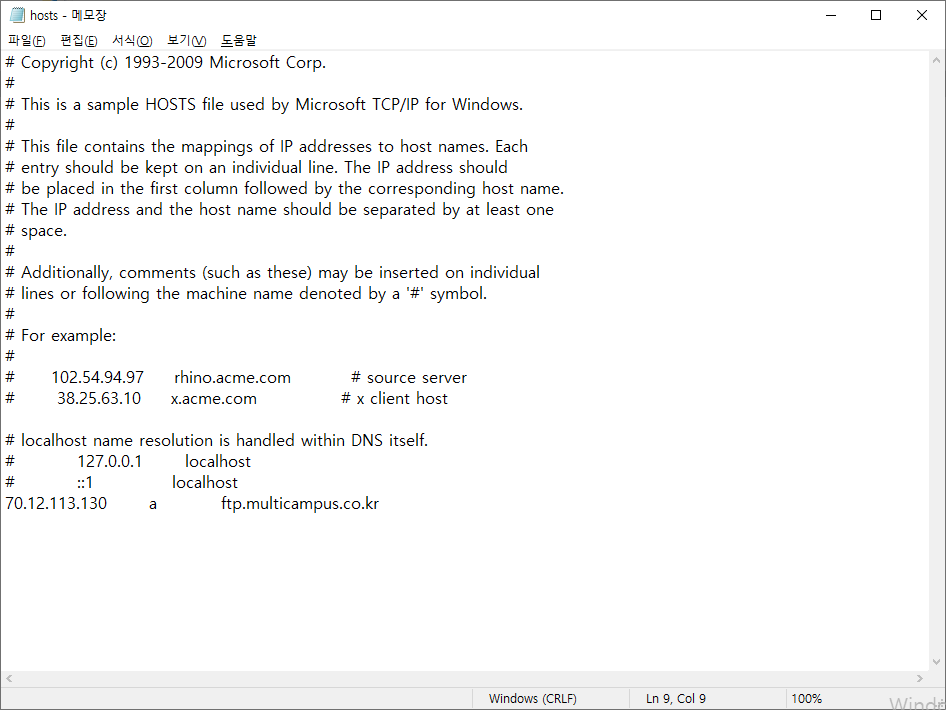 hosts - 메모장
파일(F) 편집(E) 서식(O) 보기(V) 도움말
# Copyright (c) 1993-2009 Microsoft Corp.
#
# This is a sample HOSTS file used by Microsoft TCP/IP for Windows.
#
# This file contains the mappings of IP addresses to host names. Each
# entry should be kept on an individual line. The IP address should
# be placed in the first column followed by the corresponding host name.
# The IP address and the host name should be separated by at least one
# space.
#
# Additionally, comments (such as these) may be inserted on individual
# lines or following the machine name denoted by a '#' symbol.
#
# For example:
#
# 102.54.94.97 rhino.acme.com # source server
# 38.25.63.10 x.acme.com # x client host
# localhost name resolution is handled within DNS itself.
# 127.0.0.1 localhost
# ::1 localhost
70.12.113.130 a ftp.multicampus.co.kr
Windows (CRLF) Ln 9, Col 9 100%